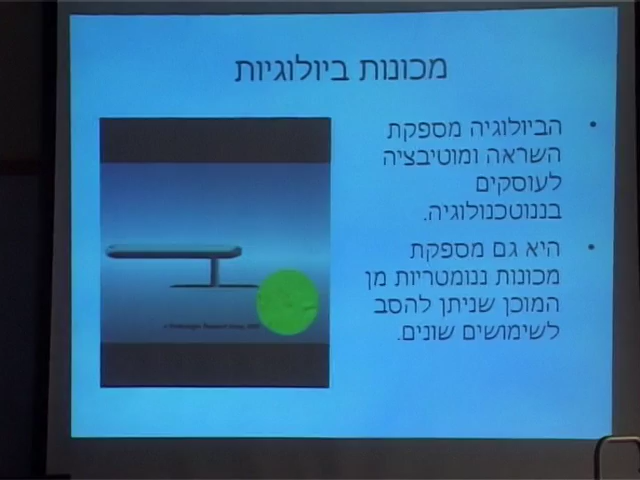 מכונות ביולוגיות
• הביולוגיה מספקת
השראה ומוטיבציה
לעוסקים
בננוטכנולוגיה.
• היא גם מספקת
מכונות ננומטריות מן
המוכן שניתן להסב
לשימושים שונים.